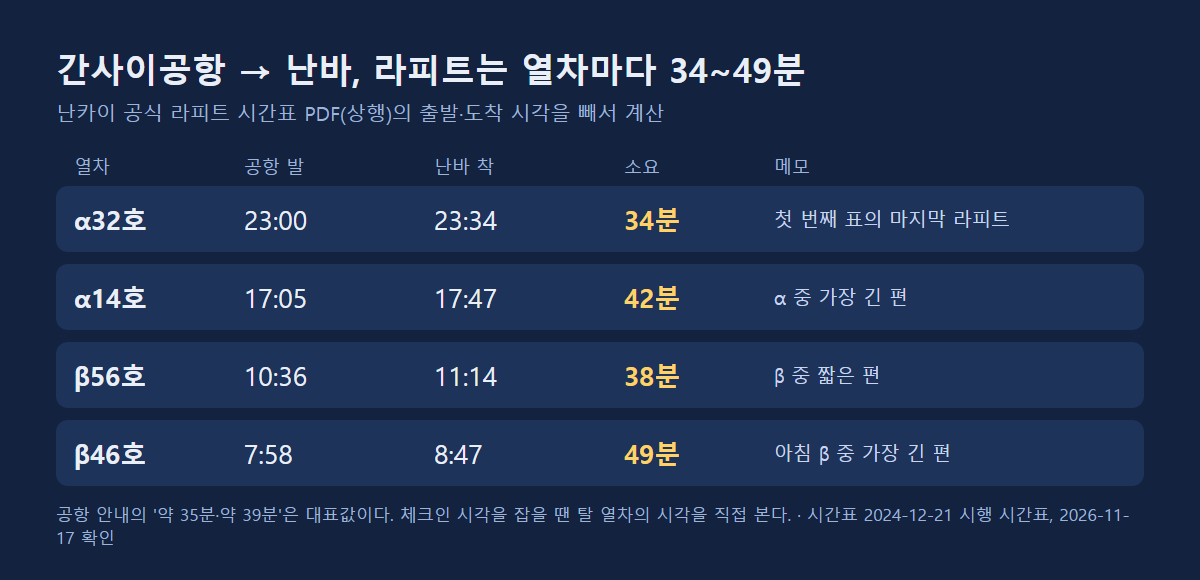 간사이공항 → 난바, 라피트는 열차마다 34~49분
난카이 공식 라피트 시간표 PDF(상행)의 출발·도착 시각을 빼서 계산
열차 공항 발 난바 착 소요 메모
α32호 23:00 23:34 34분 첫 번째 표의 마지막 라피트
α14호 17:05 17:47 42분 α 중 가장 긴 편
β56호 10:36 11:14 38분 β 중 짧은 편
β46호 7:58 8:47 49분 아침 β 중 가장 긴 편
공항 안내의 '약 35분·약 39분'은 대표값이다. 체크인 시각을 잡을 땐 탈 열차의 시각을 직접 본다. · 시간표 2024-12-21 시행 시간표, 2026-11-
17 확인